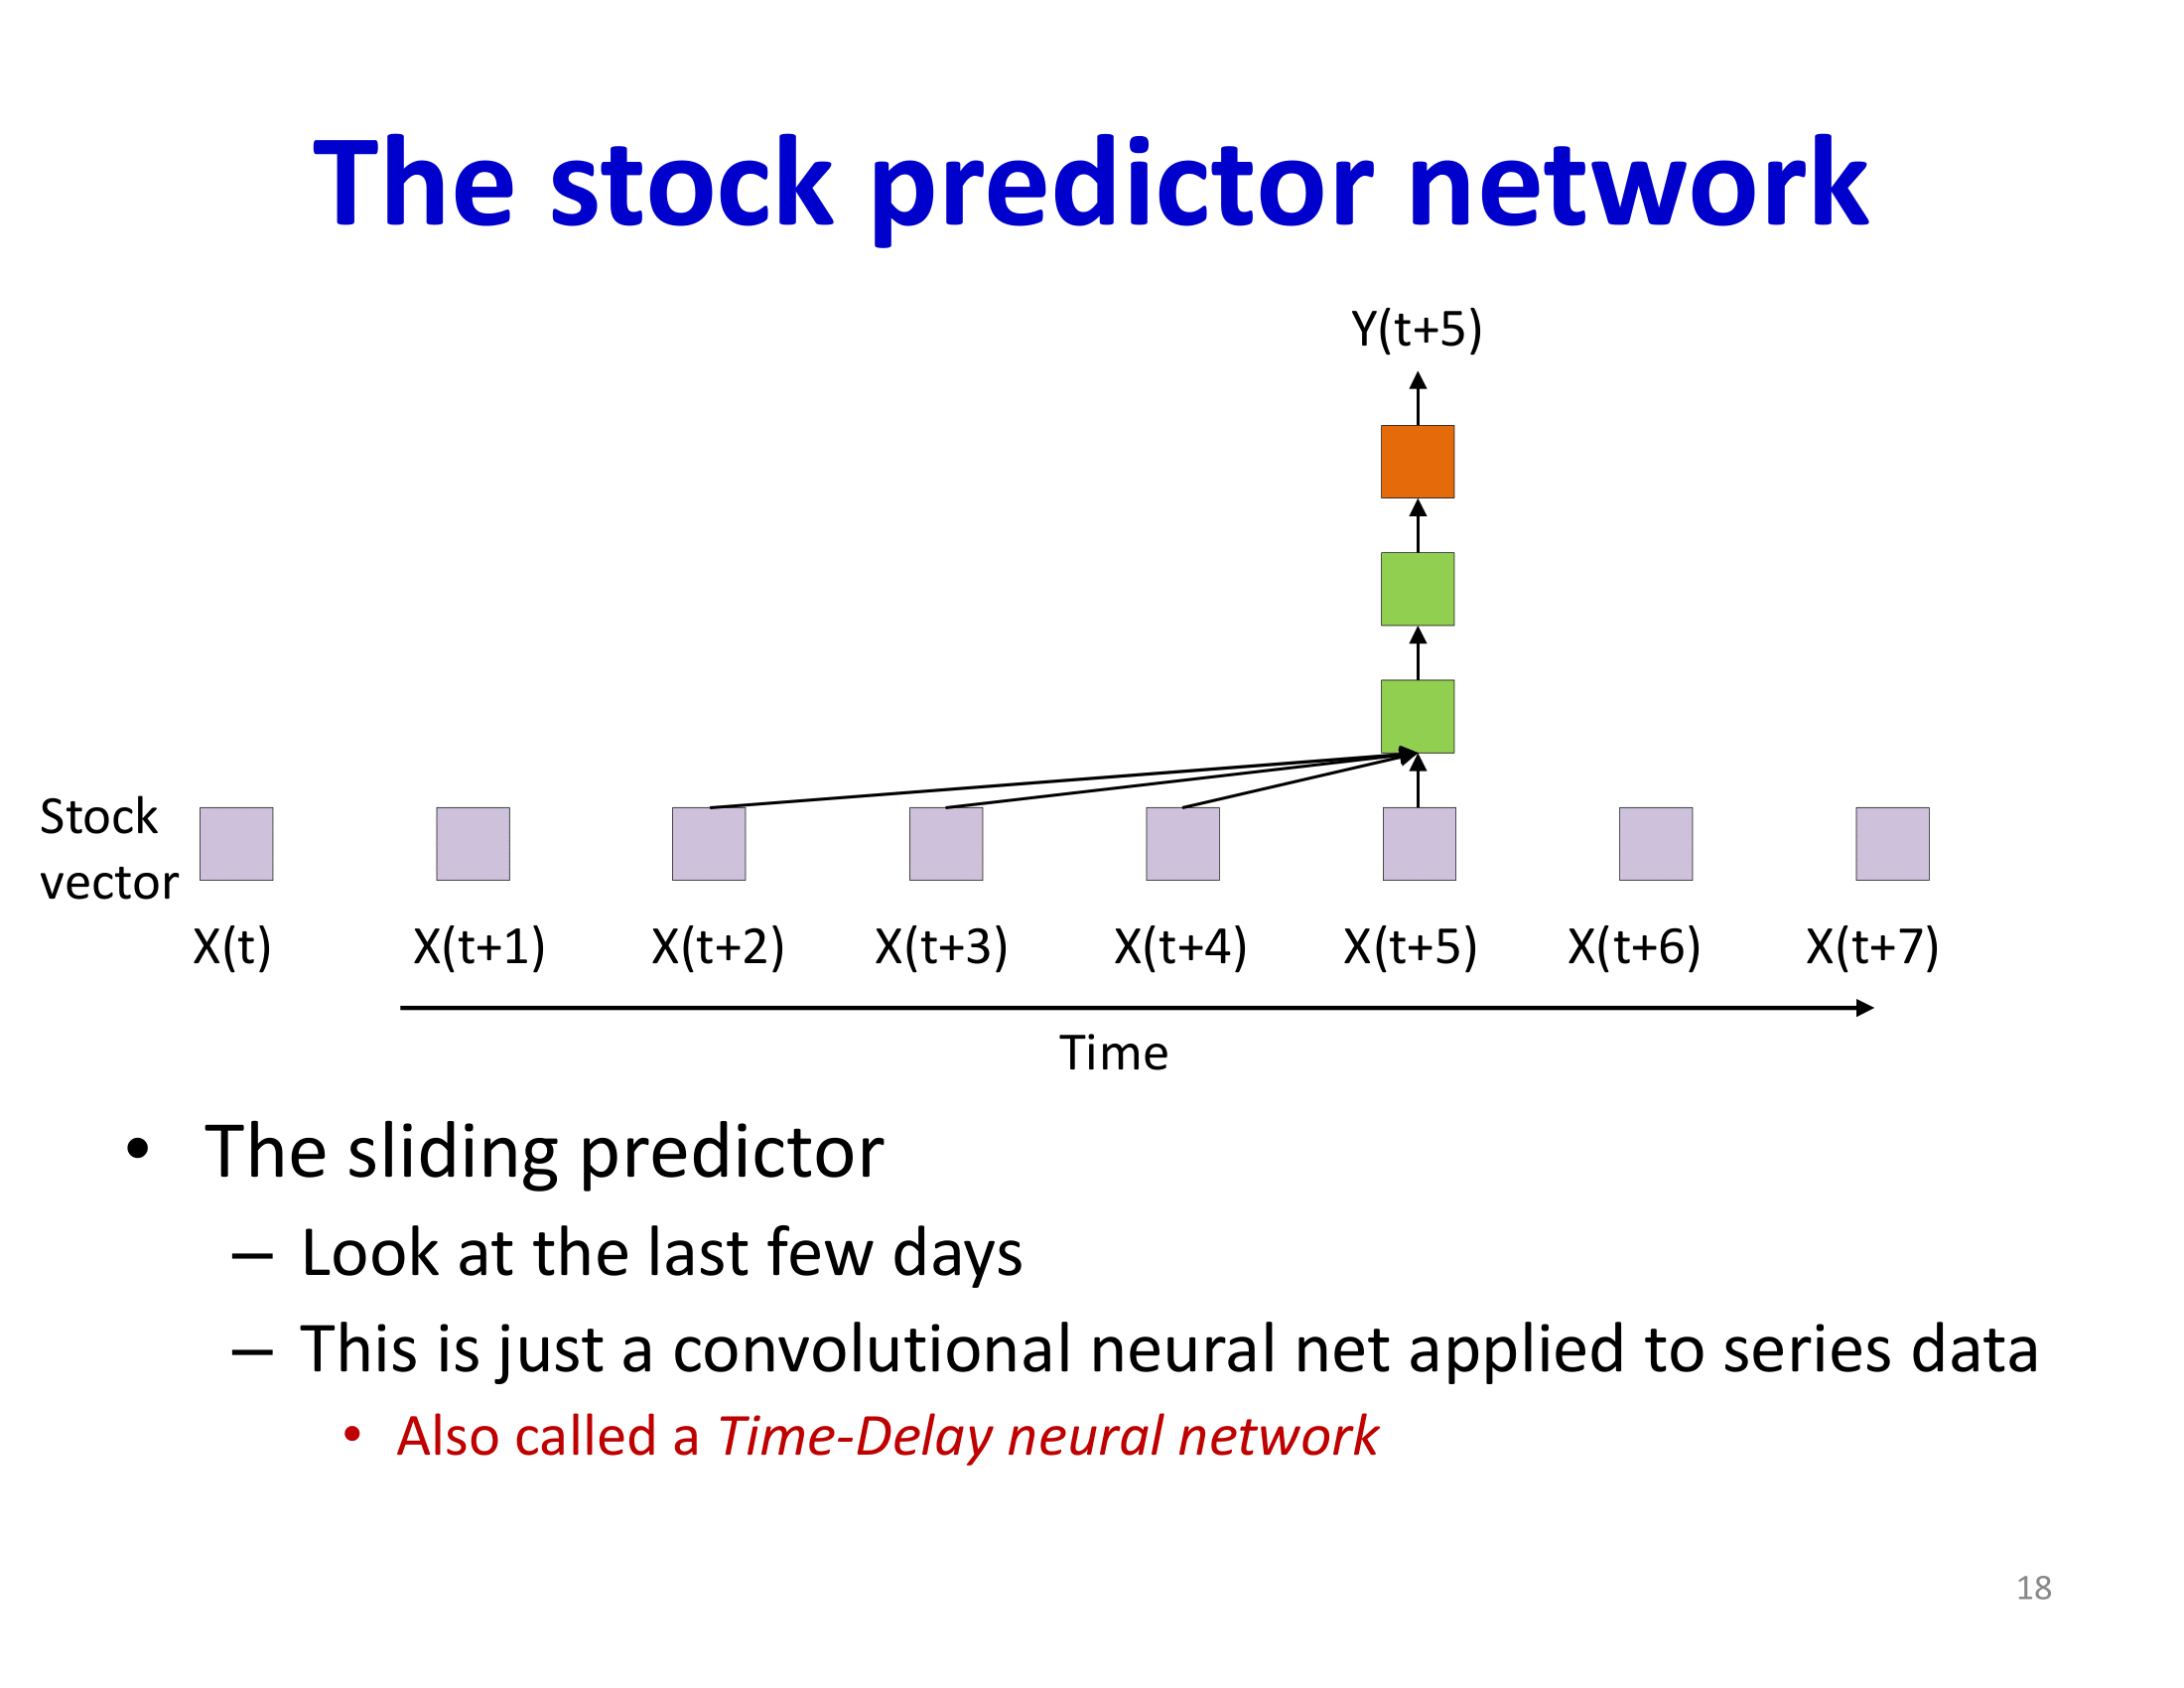 The stock predictor network
Y(t+5)
Stock
vector
X(t) X(t+1) X(t+2) X(t+3) X(t+4) X(t+5) X(t+6) X(t+7)
Time
• The sliding predictor
– Look at the last few days
– This is just a convolutional neural net applied to series data
• Also called a Time-Delay neural network
18